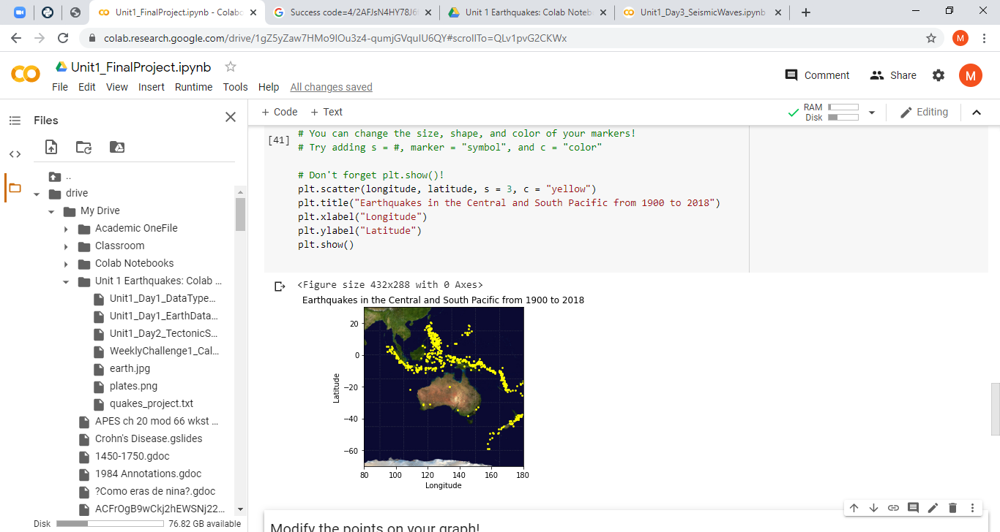 Unit1_FinalProject.ipynb - Colabo
Success code=4/2AFJsN4HY78J6
Unit 1 Earthquakes: Colab Noteb
Unit1_Day3_SeismicWaves.ipynb
colab.research.google.com/drive/1gZ5yZaw7HMo9IOu3z4-qumjGVquIU6QY#scrollTo=QLv1pvG2CKWx
M
Unit1_FinalProject.ipynb
File Edit View Insert Runtime Tools Help All changes saved
Comment Share M
Files
+ Code + Text
RAM
Disk
Editing
..
drive
My Drive
Academic OneFile
Classroom
Colab Notebooks
Unit 1 Earthquakes: Colab ...
Unit1_Day1_DataType...
Unit1_Day1_EarthData...
Unit1_Day2_TectonicS...
WeeklyChallenge1_Cal...
earth.jpg
plates.png
quakes_project.txt
APES ch 20 mod 66 wkst ...
Crohn's Disease.gslides
1450-1750.gdoc
1984 Annotations.gdoc
?Como eras de nina?.gdoc
ACFrOgB9wCkj2hEWSNj22...
Disk 76.82 GB available
[41]
# You can change the size, shape, and color of your markers!
# Try adding s = #, marker = "symbol", and c = "color"
# Don't forget plt.show()!
plt.scatter(longitude, latitude, s = 3, c = "yellow")
plt.title("Earthquakes in the Central and South Pacific from 1900 to 2018")
plt.xlabel("Longitude")
plt.ylabel("Latitude")
plt.show()
<Figure size 432x288 with 0 Axes>
Earthquakes in the Central and South Pacific from 1900 to 2018
20
0
−20
−40
−60
Latitude
80 100 120 140 160 180
Longitude
Modify the points on your graph!